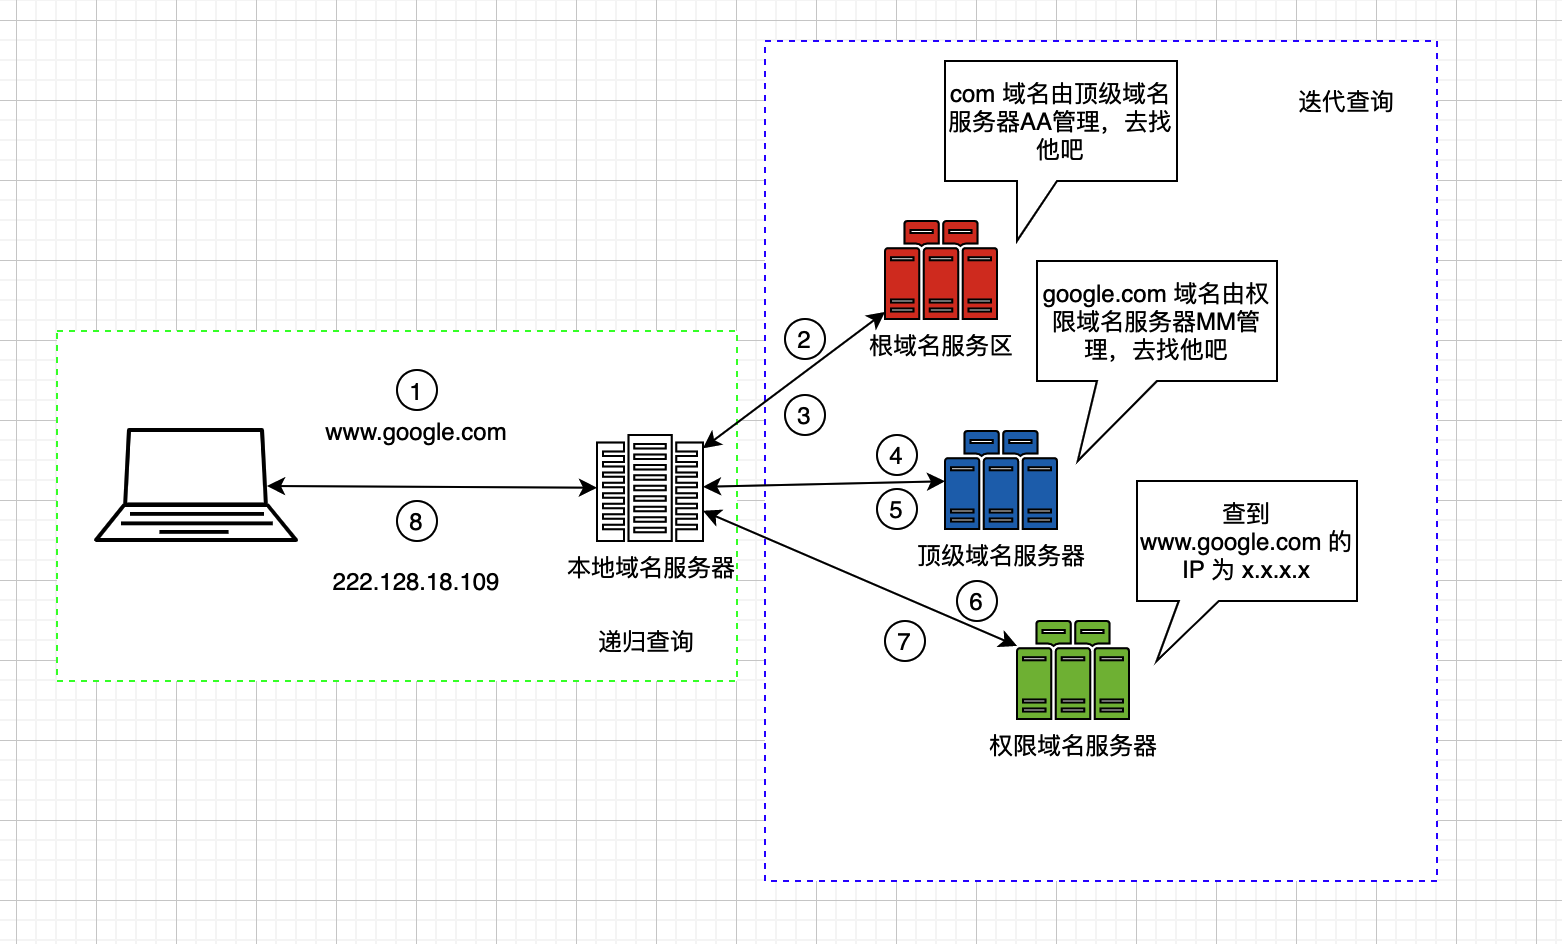 com 域名由顶级域名
服务器AA管理，去找
他吧
迭代查询
google.com 域名由权
限域名服务器MM管
理，去找他吧
2
根域名服务区
3
1
www.google.com
4
5
8
222.128.18.109
本地域名服务器
递归查询
顶级域名服务器
查到
www.google.com 的
IP 为 x.x.x.x
6
7
权限域名服务器